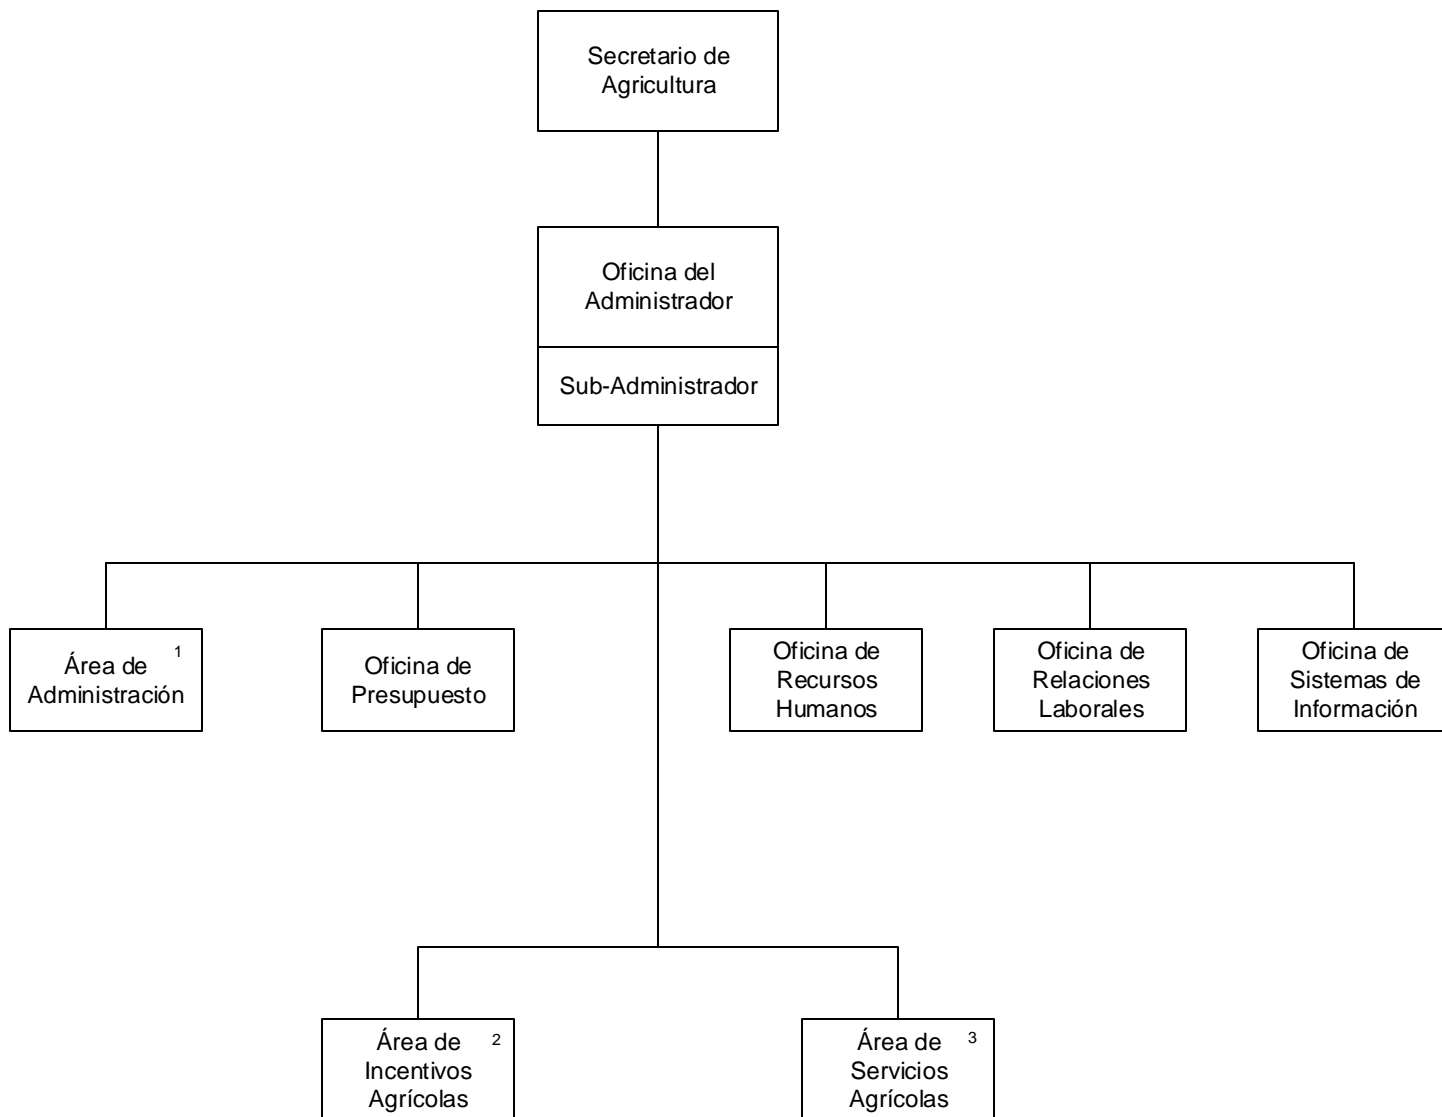 Secretario de
Agricultura
Oficina del
Administrador
Sub-Administrador
Área de 1
Administración
Oficina de
Presupuesto
Oficina de
Recursos
Humanos
Oficina de
Relaciones
Laborales
Oficina de
Sistemas de
Información
Área de 2
Incentivos
Agrícolas
Área de 3
Servicios
Agrícolas